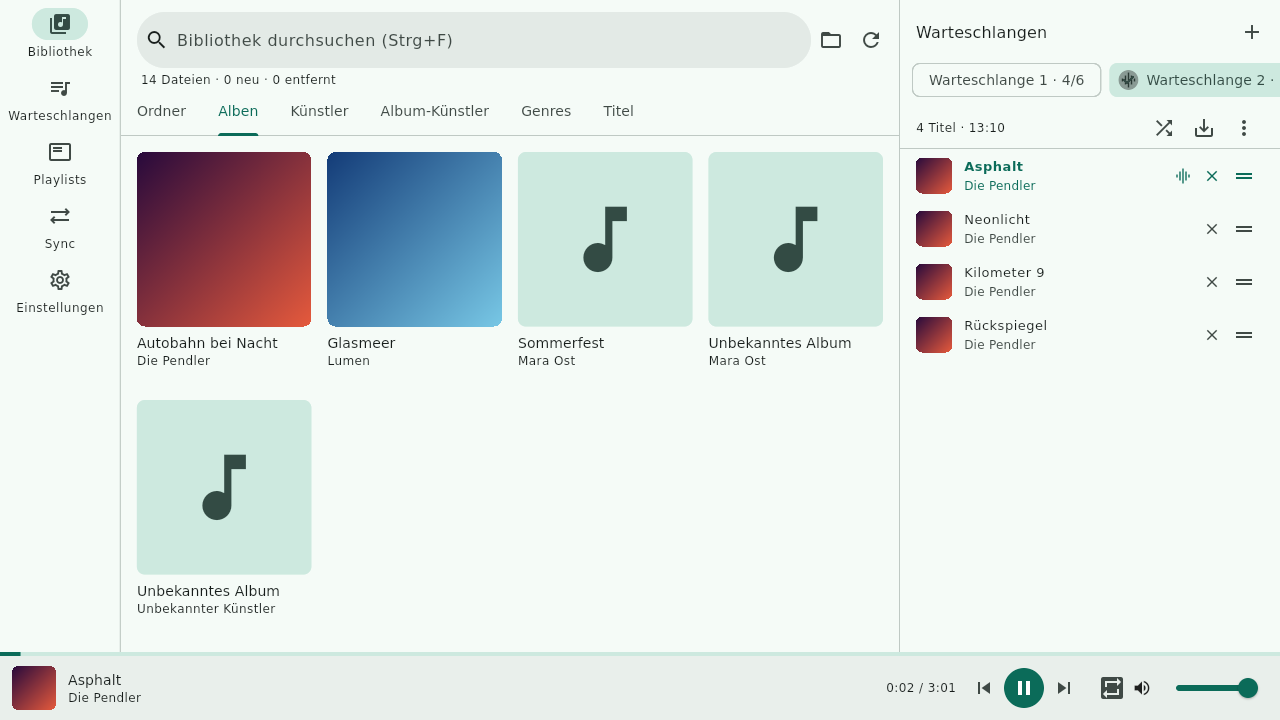 Bibliothek
Warteschlangen
Playlists
Sync
Einstellungen
Bibliothek durchsuchen (Strg+F)
14 Dateien · 0 neu · 0 entfernt
Ordner
Alben
Künstler
Album-Künstler
Genres
Titel
Autobahn bei Nacht
Die Pendler
Glasmeer
Lumen
Sommerfest
Mara Ost
Unbekanntes Album
Mara Ost
Unbekanntes Album
Unbekannter Künstler
Warteschlangen
Warteschlange 1 · 4/6
Warteschlange 2 ·
4 Titel · 13:10
Asphalt
Die Pendler
Neonlicht
Die Pendler
Kilometer 9
Die Pendler
Rückspiegel
Die Pendler
Asphalt
Die Pendler
0:02 / 3:01